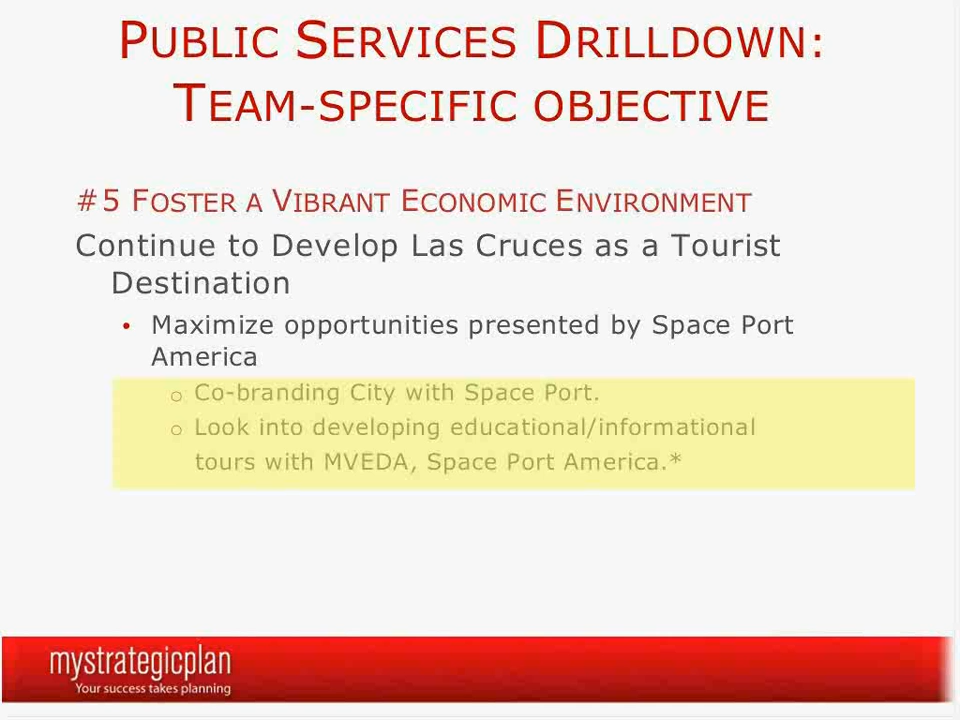 PUBLIC SERVICES DRILLDOWN:
TEAM-SPECIFIC OBJECTIVE
#5 FOSTER A VIBRANT ECONOMIC ENVIRONMENT
Continue to Develop Las Cruces as a Tourist
Destination
• Maximize opportunities presented by Space Port
America
o Co-branding City with Space Port.
o Look into developing educational/informational
tours with MVEDA, Space Port America.*
mystrategicplan
Your success takes planning